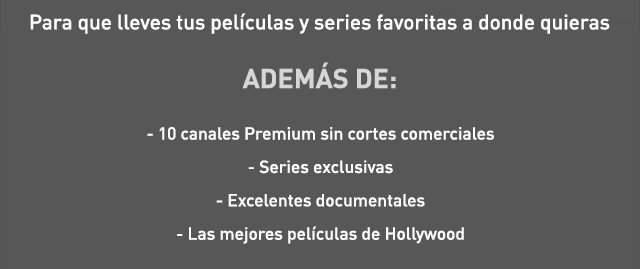 Para que lleves tus películas y series favoritas a donde quieras
ADEMÁS DE:
- 10 canales Premium sin cortes comerciales
- Series exclusivas
- Excelentes documentales
- Las mejores películas de Hollywood